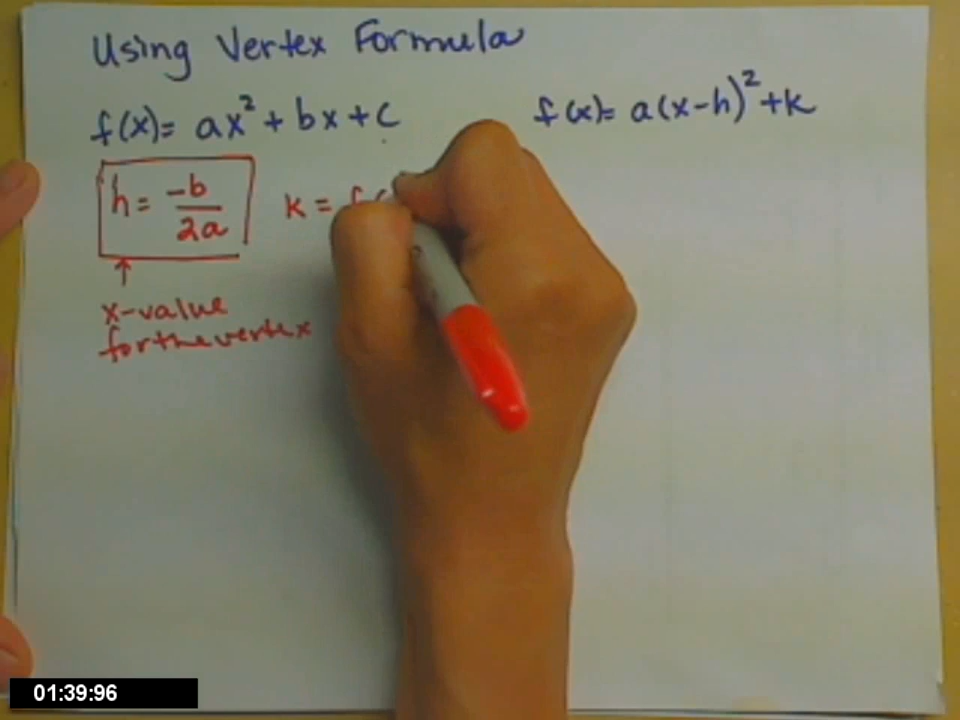 Using Vertex Formula
f(x)= ax² + bx + c
f(x)= a(x-h)² + k
h = -b/2a
k = f(
x-value
for the vertex
01:39:96